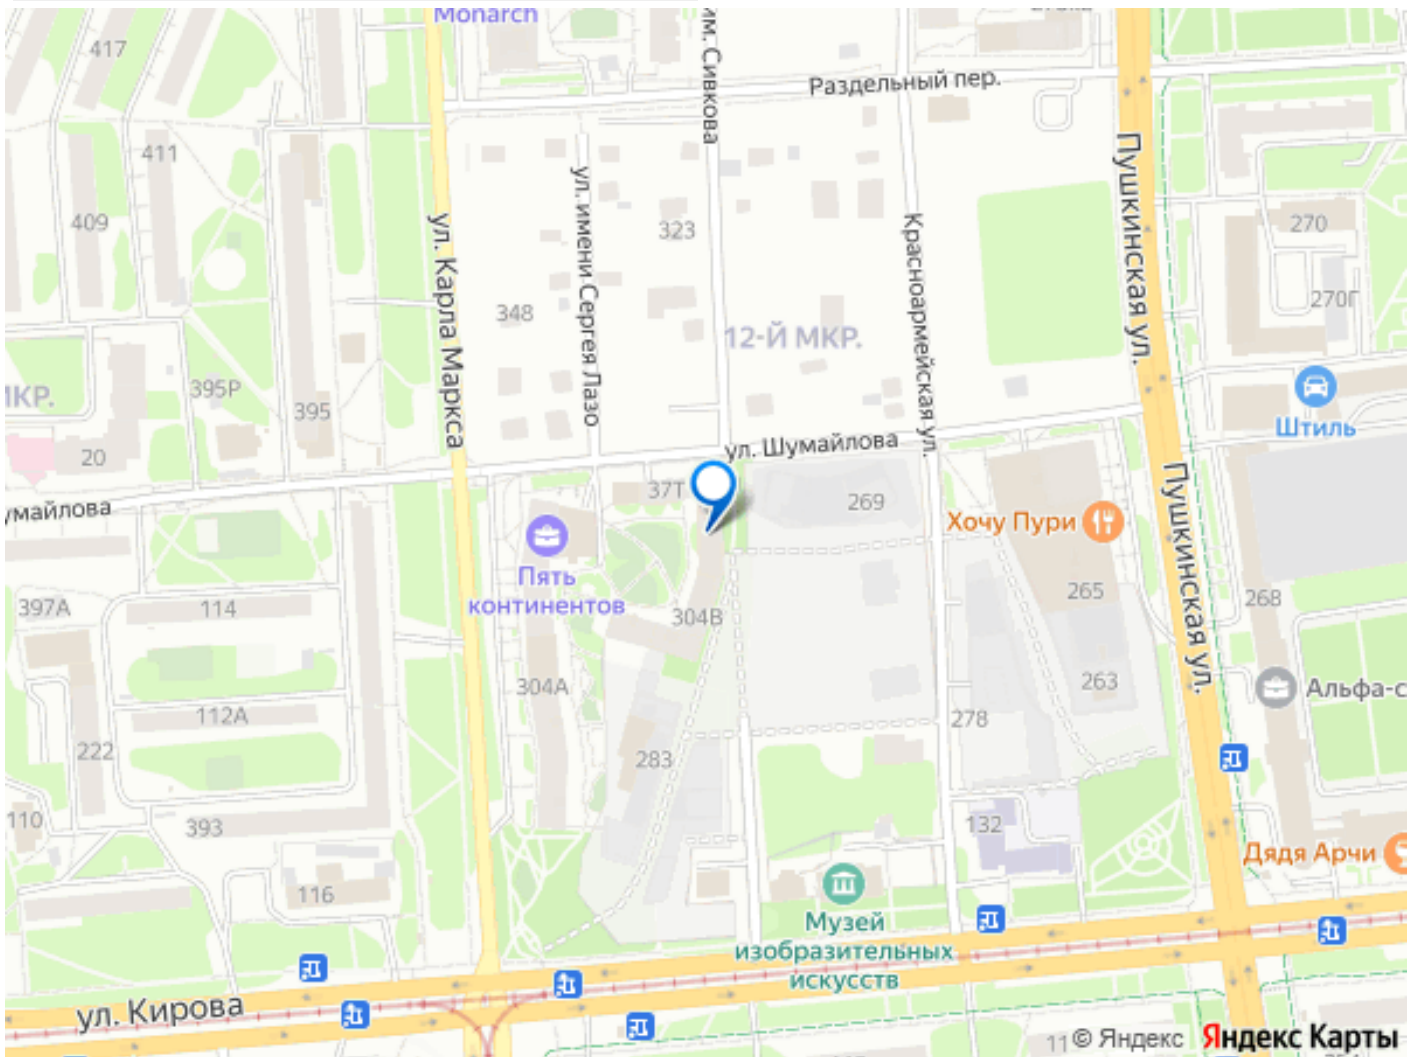 Monarch
417
им. Сивкова
Раздельный пер.
411
Пушкинская ул.
409
ул. Карла Маркса
ул. имени Сергея Лазо
323
Красноармейская ул.
270
270Г
348
12-Й МКР.
395Р
МКР.
395
Штиль
20
ул. Шумайлова
умайлова
37Т
269
Хочу Пури
Пушкинская ул.
Пять
континентов
397А
114
304В
265
268
304А
263
Альфа-с
112А
278
222
283
110
393
132
Дядя Арчи
116
Музей
изобразительных
искусств
ул. Кирова
11
© Яндекс Яндекс Карты